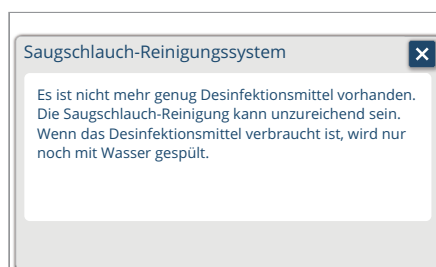 Saugschlauch-Reinigungssystem
Es ist nicht mehr genug Desinfektionsmittel vorhanden.
Die Saugschlauch-Reinigung kann unzureichend sein.
Wenn das Desinfektionsmittel verbraucht ist, wird nur
noch mit Wasser gespült.